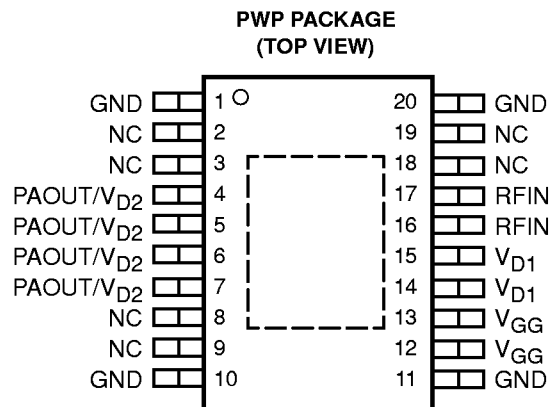 PWP PACKAGE
(TOP VIEW)
GND 1 20 GND
NC 2 19 NC
NC 3 18 NC
PAOUT/VD2 4 17 RFIN
PAOUT/VD2 5 16 RFIN
PAOUT/VD2 6 15 VD1
PAOUT/VD2 7 14 VD1
NC 8 13 VGG
NC 9 12 VGG
GND 10 11 GND